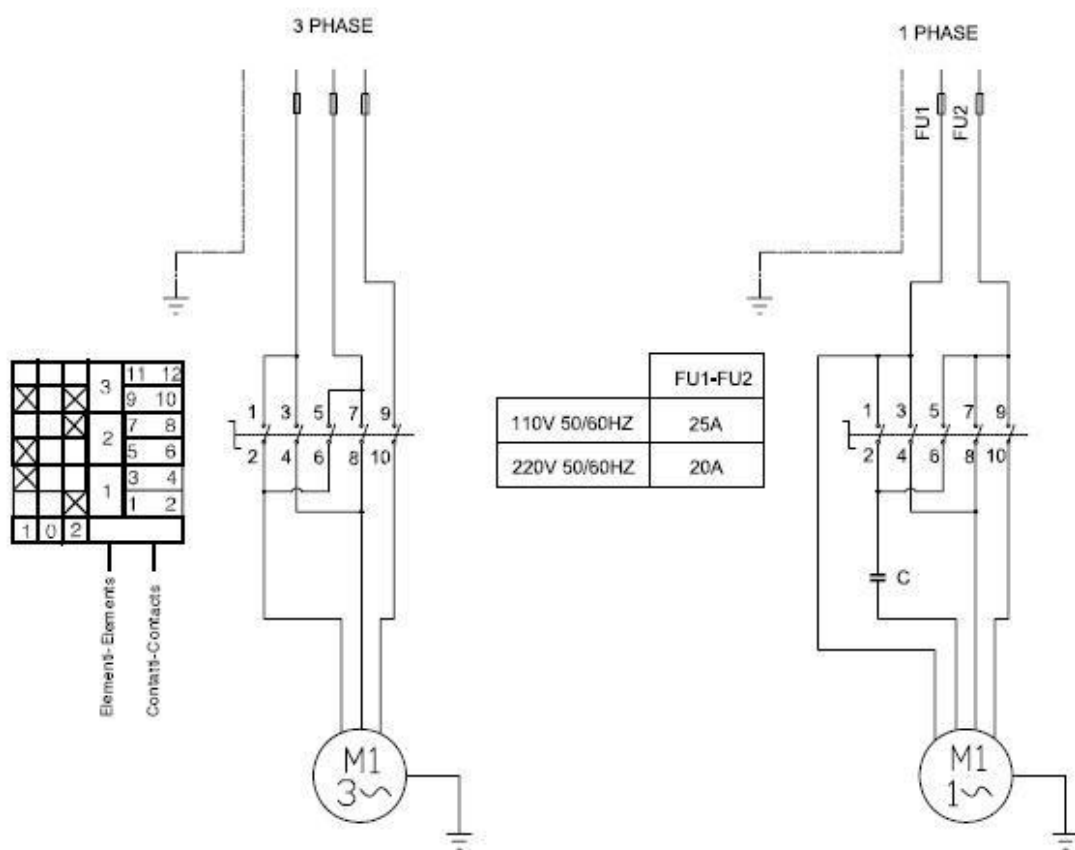 3 PHASE
1 PHASE
FU1
FU2
3
11 12
9 10
2
7 8
5 6
1
3 4
1 2
1 0 2
Elementi-Elements
Contatti-Contacts
1 3 5 7 9
2 4 6 8 10
M1
3~
FU1-FU2
110V 50/60HZ 25A
220V 50/60HZ 20A
1 3 5 7 9
2 4 6 8 10
C
M1
1~